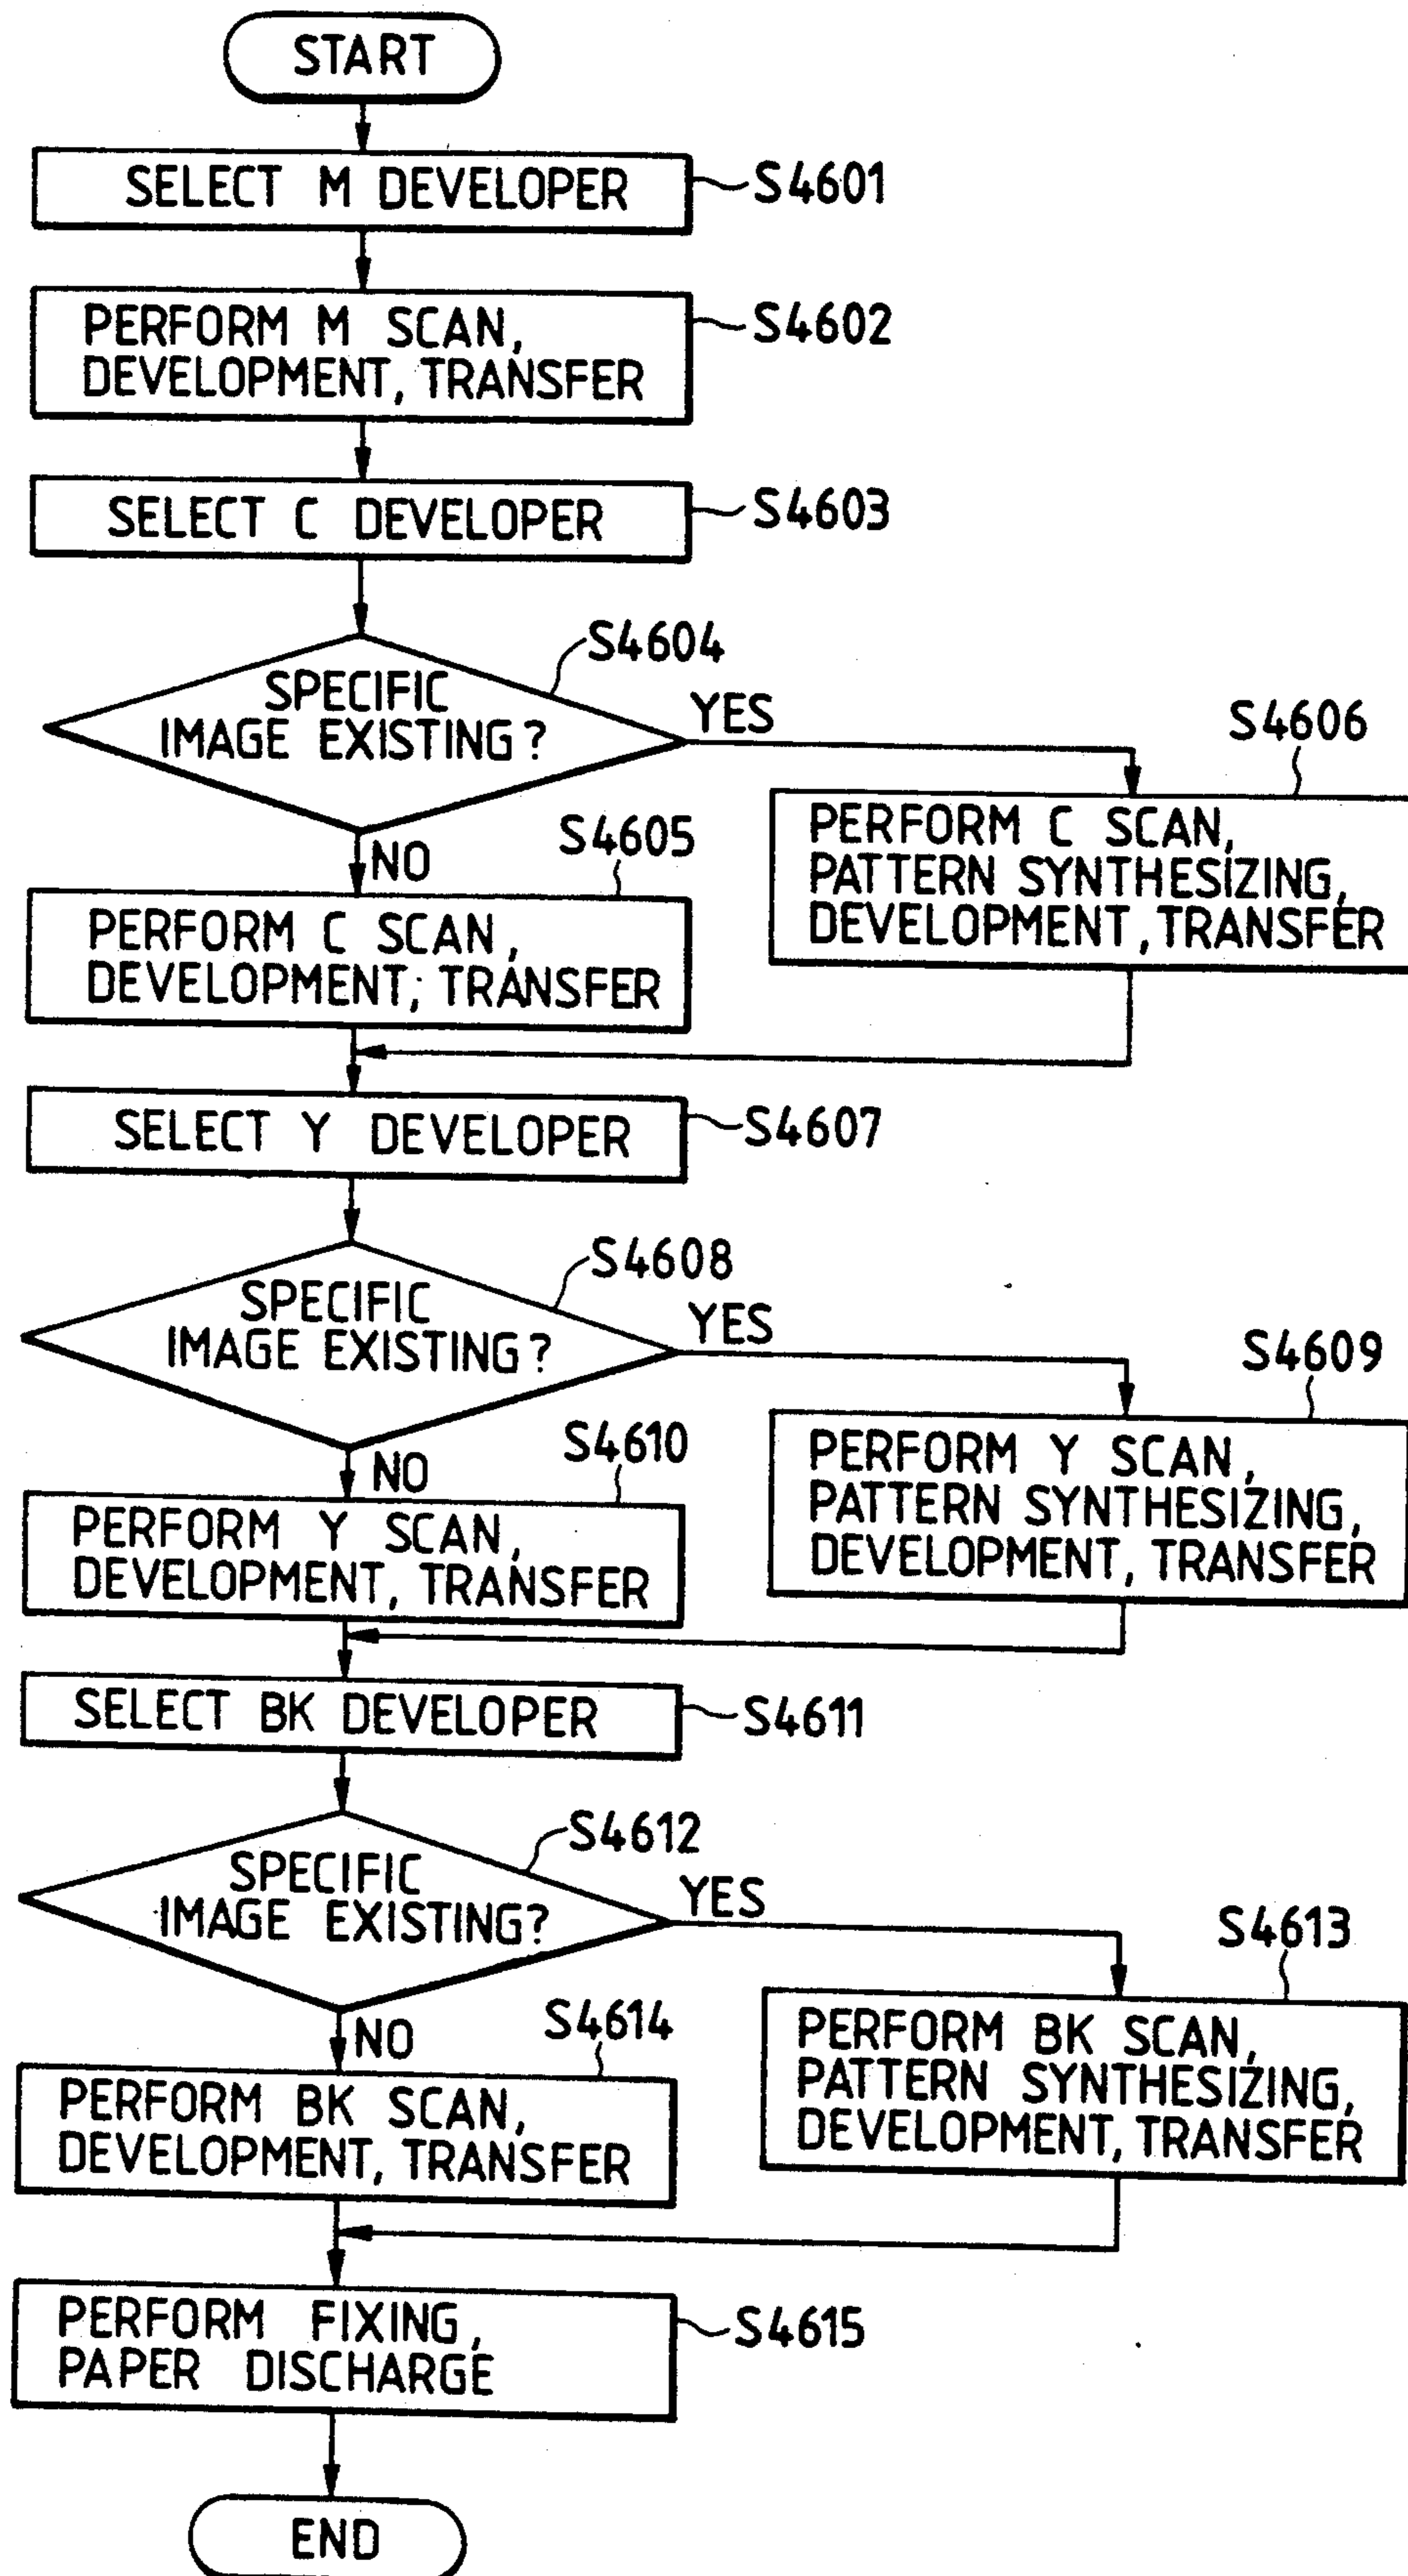 START
SELECT M DEVELOPER
S4601
PERFORM M SCAN,
DEVELOPMENT, TRANSFER
S4602
SELECT C DEVELOPER
S4603
SPECIFIC
IMAGE EXISTING?
S4604
YES
NO
S4606
PERFORM C SCAN,
PATTERN SYNTHESIZING,
DEVELOPMENT, TRANSFER
S4605
PERFORM C SCAN,
DEVELOPMENT, TRANSFER
SELECT Y DEVELOPER
S4607
SPECIFIC
IMAGE EXISTING?
S4608
YES
NO
S4609
PERFORM Y SCAN,
PATTERN SYNTHESIZING,
DEVELOPMENT, TRANSFER
S4610
PERFORM Y SCAN,
DEVELOPMENT, TRANSFER
SELECT BK DEVELOPER
S4611
SPECIFIC
IMAGE EXISTING?
S4612
YES
NO
S4613
PERFORM BK SCAN,
PATTERN SYNTHESIZING,
DEVELOPMENT, TRANSFER
S4614
PERFORM BK SCAN,
DEVELOPMENT, TRANSFER
PERFORM FIXING,
PAPER DISCHARGE
S4615
END